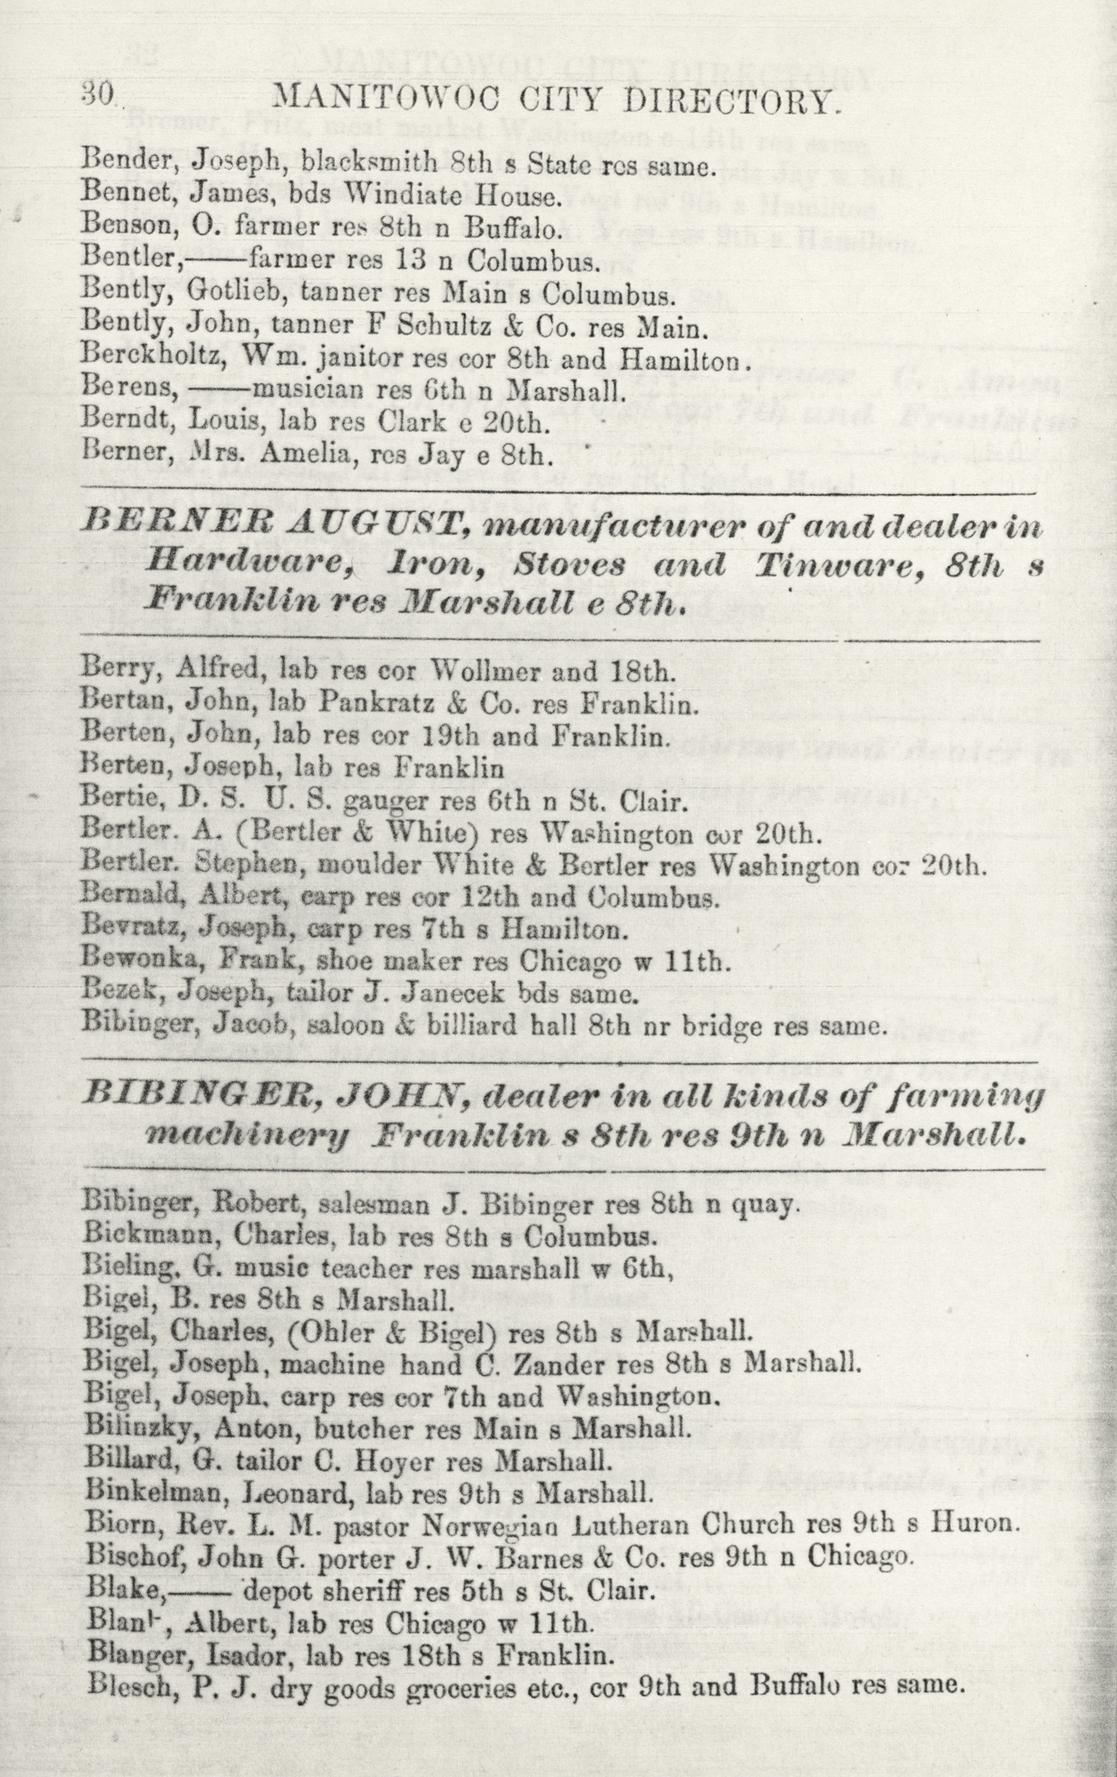 30 MANITOWOC CITY DIRECTORY.
Bender, Joseph, blacksmith 8th s State res same.
Bennet, James, bds Windiate House.
Benson, O. farmer res 8th n Buffalo.
Bentler,——farmer res 13 n Columbus.
Bently, Gotlieb, tanner res Main s Columbus.
Bently, John, tanner F Schultz & Co. res Main.
Berckholtz, Wm. janitor res cor 8th and Hamilton.
Berens, ——musician res 6th n Marshall.
Berndt, Louis, lab res Clark e 20th.
Berner, Mrs. Amelia, res Jay e 8th.
BERNER AUGUST, manufacturer of and dealer in
Hardware, Iron, Stoves and Tinware, 8th s
Franklin res Marshall e 8th.
Berry, Alfred, lab res cor Wollmer and 18th.
Bertan, John, lab Pankratz & Co. res Franklin.
Berten, John, lab res cor 19th and Franklin.
Berten, Joseph, lab res Franklin
Bertie, D. S. U. S. gauger res 6th n St. Clair.
Bertler. A. (Bertler & White) res Washington cor 20th.
Bertler. Stephen, moulder White & Bertler res Washington cor 20th.
Bernald, Albert, carp res cor 12th and Columbus.
Bevratz, Joseph, carp res 7th s Hamilton.
Bewonka, Frank, shoe maker res Chicago w 11th.
Bezek, Joseph, tailor J. Janecek bds same.
Bibinger, Jacob, saloon & billiard hall 8th nr bridge res same.
BIBINGER, JOHN, dealer in all kinds of farming
machinery Franklin s 8th res 9th n Marshall.
Bibinger, Robert, salesman J. Bibinger res 8th n quay.
Bickmann, Charles, lab res 8th s Columbus.
Bieling, G. music teacher res marshall w 6th,
Bigel, B. res 8th s Marshall.
Bigel, Charles, (Ohler & Bigel) res 8th s Marshall.
Bigel, Joseph, machine hand C. Zander res 8th s Marshall.
Bigel, Joseph. carp res cor 7th and Washington.
Bilinzky, Anton, butcher res Main s Marshall.
Billard, G. tailor C. Hoyer res Marshall.
Binkelman, Leonard, lab res 9th s Marshall.
Biorn, Rev. L. M. pastor Norwegian Lutheran Church res 9th s Huron.
Bischof, John G. porter J. W. Barnes & Co. res 9th n Chicago.
Blake,—— depot sheriff res 5th s St. Clair.
Blank, Albert, lab res Chicago w 11th.
Blanger, Isador, lab res 18th s Franklin.
Blesch, P. J. dry goods groceries etc., cor 9th and Buffalo res same.